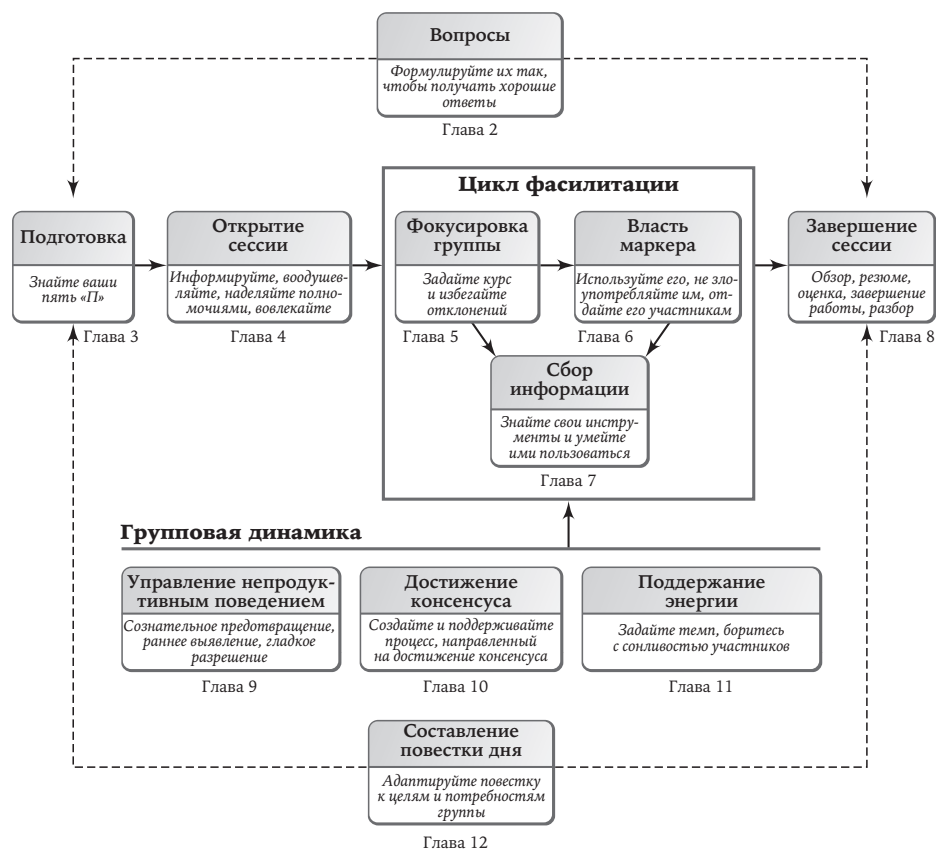 Вопросы
Формулируйте их так,
чтобы получать хорошие
ответы
Глава 2
Цикл фасилитации
Подготовка
Знайте ваши
пять «П»
Глава 3
Открытие
сессии
Информируйте, воодушев-
ляйте, наделяйте полно-
мочиями, вовлекайте
Глава 4
Фокусировка
группы
Задайте курс
и избегайте
отклонений
Глава 5
Власть
маркера
Используйте его, не зло-
употребляйте им, от-
дайте его участникам
Глава 6
Сбор
информации
Знайте свои инстру-
менты и умейте
ими пользоваться
Глава 7
Завершение
сессии
Обзор, резюме,
оценка, завершение
работы, разбор
Глава 8
Групповая динамика
Управление непродук-
тивным поведением
Сознательное предотвращение,
раннее выявление, гладкое
разрешение
Глава 9
Достижение
консенсуса
Создайте и поддерживайте
процесс, направленный
на достижение консенсуса
Глава 10
Поддержание
энергии
Задайте темп, боритесь
с сонливостью участников
Глава 11
Составление
повестки дня
Адаптируйте повестку
к целям и потребностям
группы
Глава 12